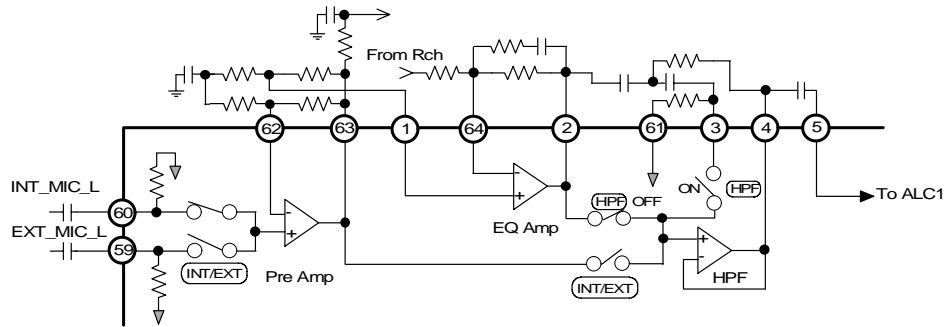 From Rch
62
63
1
64
2
61
3
4
5
INT_MIC_L
60
EXT_MIC_L
59
INT/EXT
Pre Amp
EQ Amp
HPF OFF
ON HPF
To ALC1
INT/EXT
HPF
- 
+
-
+
+
-